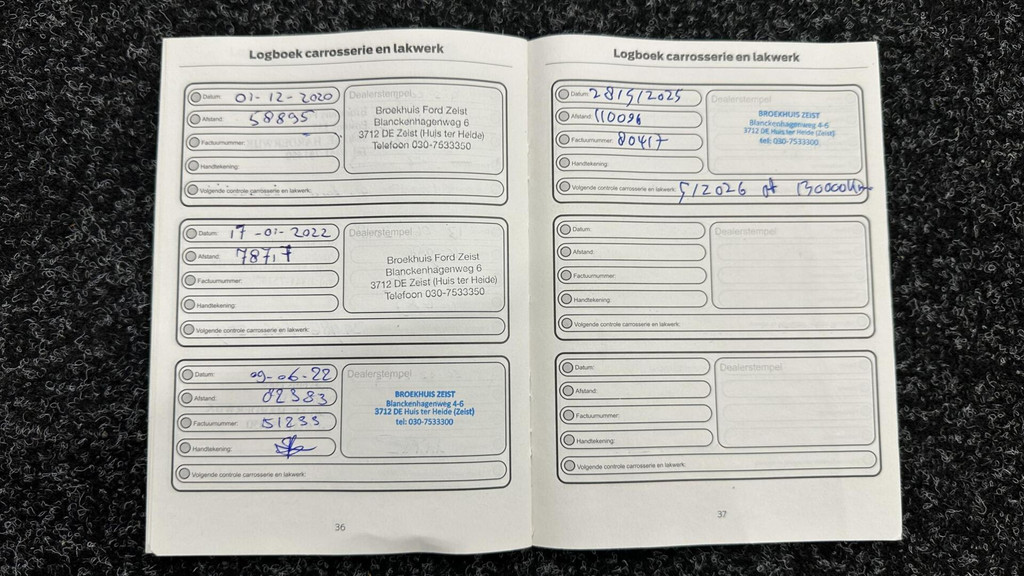 Logboek carrosserie en lakwerk
Datum: 01-12-2020
Afstand: 58895
Factuurnummer:
Handtekening:
Volgende controle carrosserie en lakwerk:
Dealerstempel
Broekhuis Ford Zeist
Blanckenhagenweg 6
3712 DE Zeist (Huis ter Heide)
Telefoon 030-7533350
Datum: 17-01-2022
Afstand:
Factuurnummer:
Handtekening:
Volgende controle carrosserie en lakwerk:
Dealerstempel
Broekhuis Ford Zeist
Blanckenhagenweg 6
3712 DE Zeist (Huis ter Heide)
Telefoon 030-7533350
Datum: 09-06-22
Afstand: 82383
Factuurnummer: 51233
Handtekening:
Volgende controle carrosserie en lakwerk:
Dealerstempel
BROEKHUIS ZEIST
Blanckenhagenweg 4-6
3712 DE Huis ter Heide (Zeist)
tel: 030-7533300
36
Logboek carrosserie en lakwerk
Datum: 28/5/2025
Afstand: 110096
Factuurnummer: 80417
Handtekening:
Volgende controle carrosserie en lakwerk: 5/2026 of 130000km
Dealerstempel
BROEKHUIS ZEIST
Blanckenhagenweg 4-6
3712 DE Huis ter Heide (Zeist)
tel: 030-7533300
Datum:
Afstand:
Factuurnummer:
Handtekening:
Volgende controle carrosserie en lakwerk:
Dealerstempel
Datum:
Afstand:
Factuurnummer:
Handtekening:
Volgende controle carrosserie en lakwerk:
Dealerstempel
37